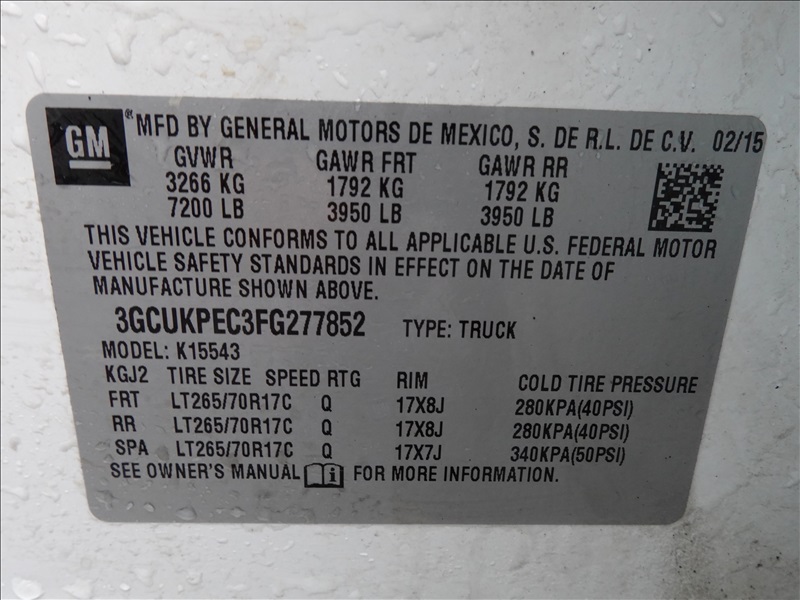 GM ® MFD BY GENERAL MOTORS DE MEXICO, S. DE R.L. DE C.V. 02/15
GVWR GAWR FRT GAWR RR
3266 KG 1792 KG 1792 KG
7200 LB 3950 LB 3950 LB
THIS VEHICLE CONFORMS TO ALL APPLICABLE U.S. FEDERAL MOTOR
VEHICLE SAFETY STANDARDS IN EFFECT ON THE DATE OF
MANUFACTURE SHOWN ABOVE.
3GCUKPEC3FG277852 TYPE: TRUCK
MODEL: K15543
KGJ2 TIRE SIZE SPEED RTG RIM COLD TIRE PRESSURE
FRT LT265/70R17C Q 17X8J 280KPA(40PSI)
RR LT265/70R17C Q 17X8J 280KPA(40PSI)
SPA LT265/70R17C Q 17X7J 340KPA(50PSI)
SEE OWNER'S MANUAL i FOR MORE INFORMATION.